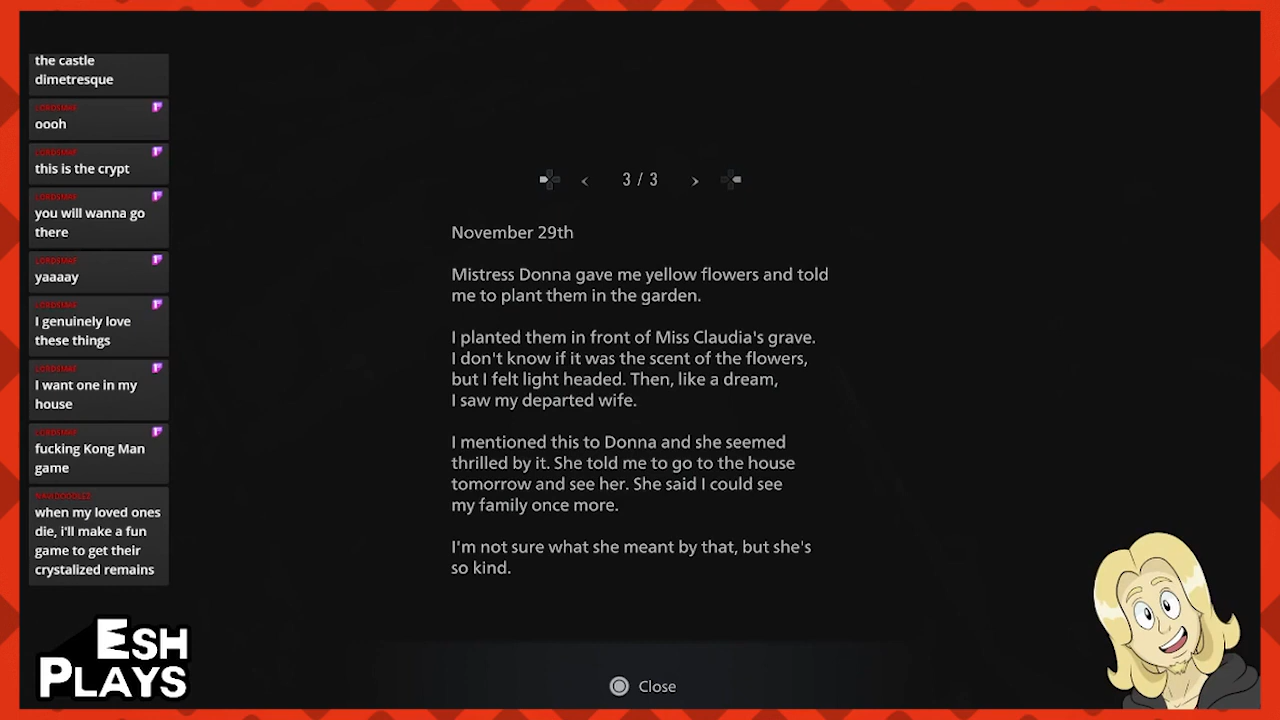 the castle
dimetresque
oooh
this is the crypt
you will wanna go
there
yaaaay
I genuinely love
these things
I want one in my
house
fucking Kong Man
game
when my loved ones
die, i'll make a fun
game to get their
crystalized remains
3 / 3
November 29th
Mistress Donna gave me yellow flowers and told
me to plant them in the garden.
I planted them in front of Miss Claudia's grave.
I don't know if it was the scent of the flowers,
but I felt light headed. Then, like a dream,
I saw my departed wife.
I mentioned this to Donna and she seemed
thrilled by it. She told me to go to the house
tomorrow and see her. She said I could see
my family once more.
I'm not sure what she meant by that, but she's
so kind.
Close
ESH
PLAYS